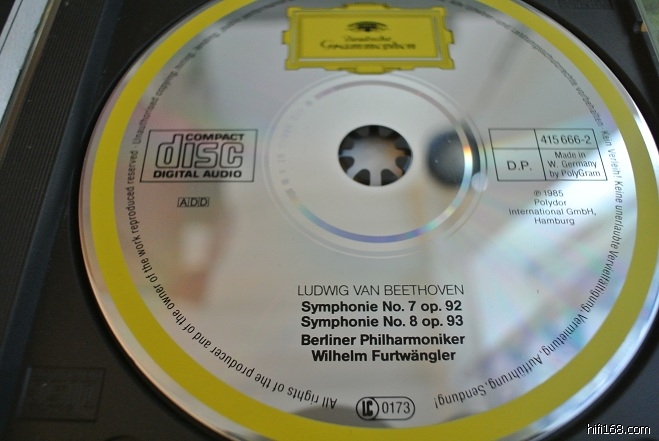 Deutsche
Grammophon
COMPACT
disc
DIGITAL AUDIO
ADD
415 666-2
D.P.
Made in
W. Germany
by PolyGram
℗ 1985
Polydor
International GmbH,
Hamburg
LUDWIG VAN BEETHOVEN
Symphonie No. 7 op. 92
Symphonie No. 8 op. 93
Berliner Philharmoniker
Wilhelm Furtwängler
LC 0173
All rights of the producer and of the owner of the work reproduced reserved. Unauthorised copying,
vorbehalten. Kein Verleih! Keine unerlaubte Vervielfältigung, Vermietung, Aufführung, Sendung!
hifi168.com